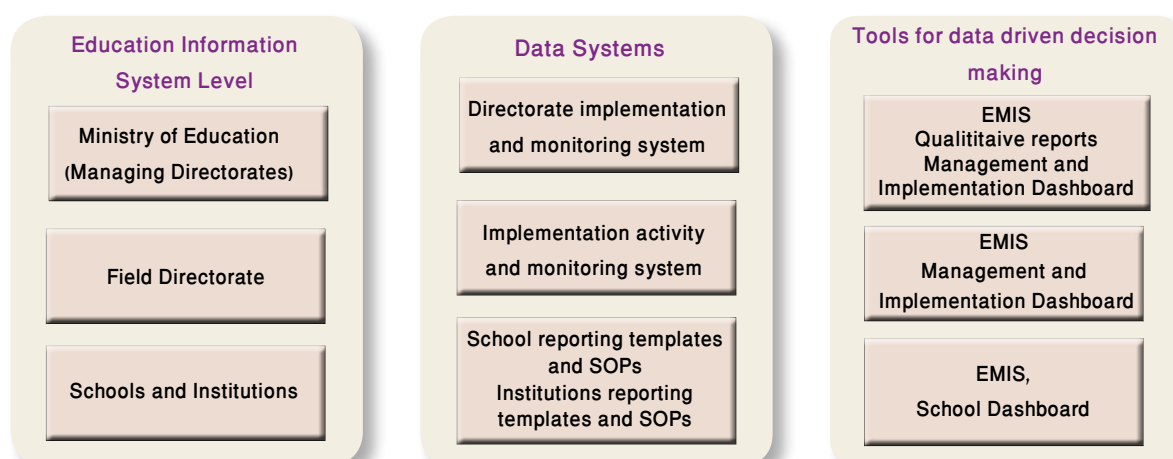 Education Information
System Level
Ministry of Education
(Managing Directorates)
Field Directorate
Schools and Institutions
Data Systems
Directorate implementation
and monitoring system
Implementation activity
and monitoring system
School reporting templates
and SOPs
Institutions reporting
templates and SOPs
Tools for data driven decision
making
EMIS
Qualititaive reports
Management and
Implementation Dashboard
EMIS
Management and
Implementation Dashboard
EMIS,
School Dashboard